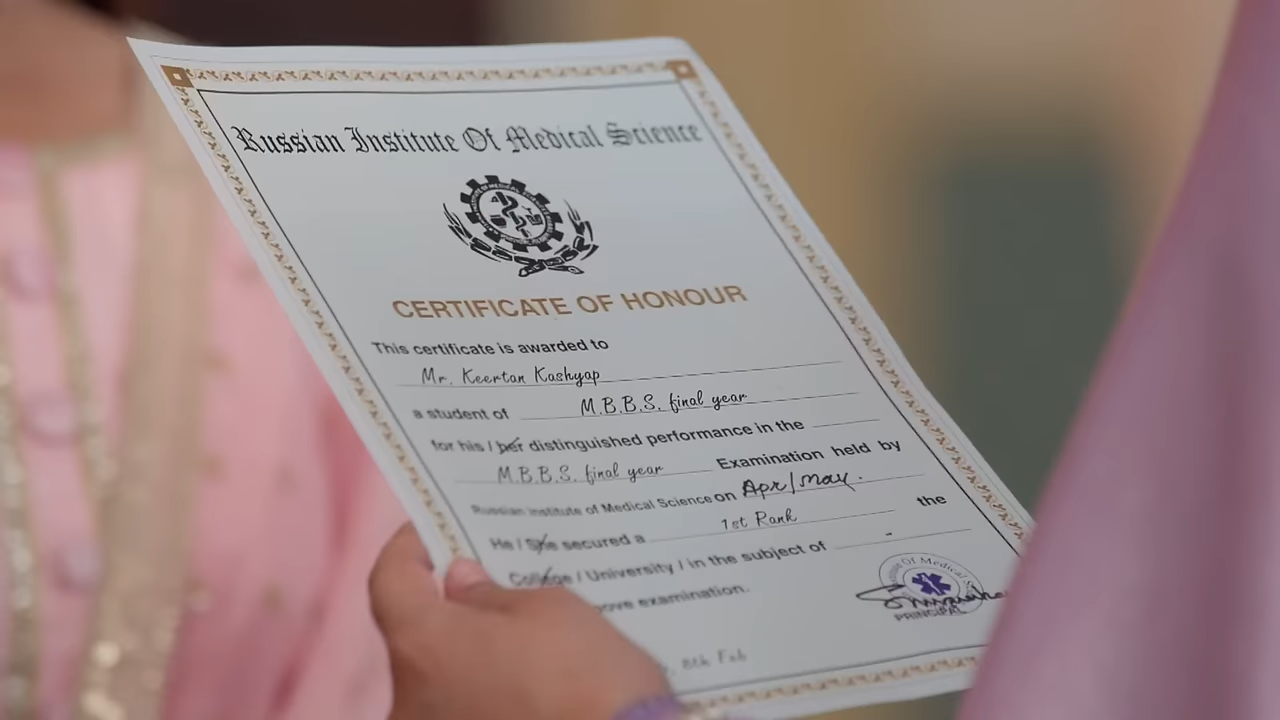 Russian Institute Of Medical Science
CERTIFICATE OF HONOUR
This certificate is awarded to
Mr. Keertan Kashyap
a student of M.B.B.S. final year
for his / her distinguished performance in the
M.B.B.S. final year Examination held by
Russian Institute of Medical Science on Apr/May.
He / She secured a 1st Rank the
College / University / in the subject of -
ove examination.
PRINCIPAL
8th Feb